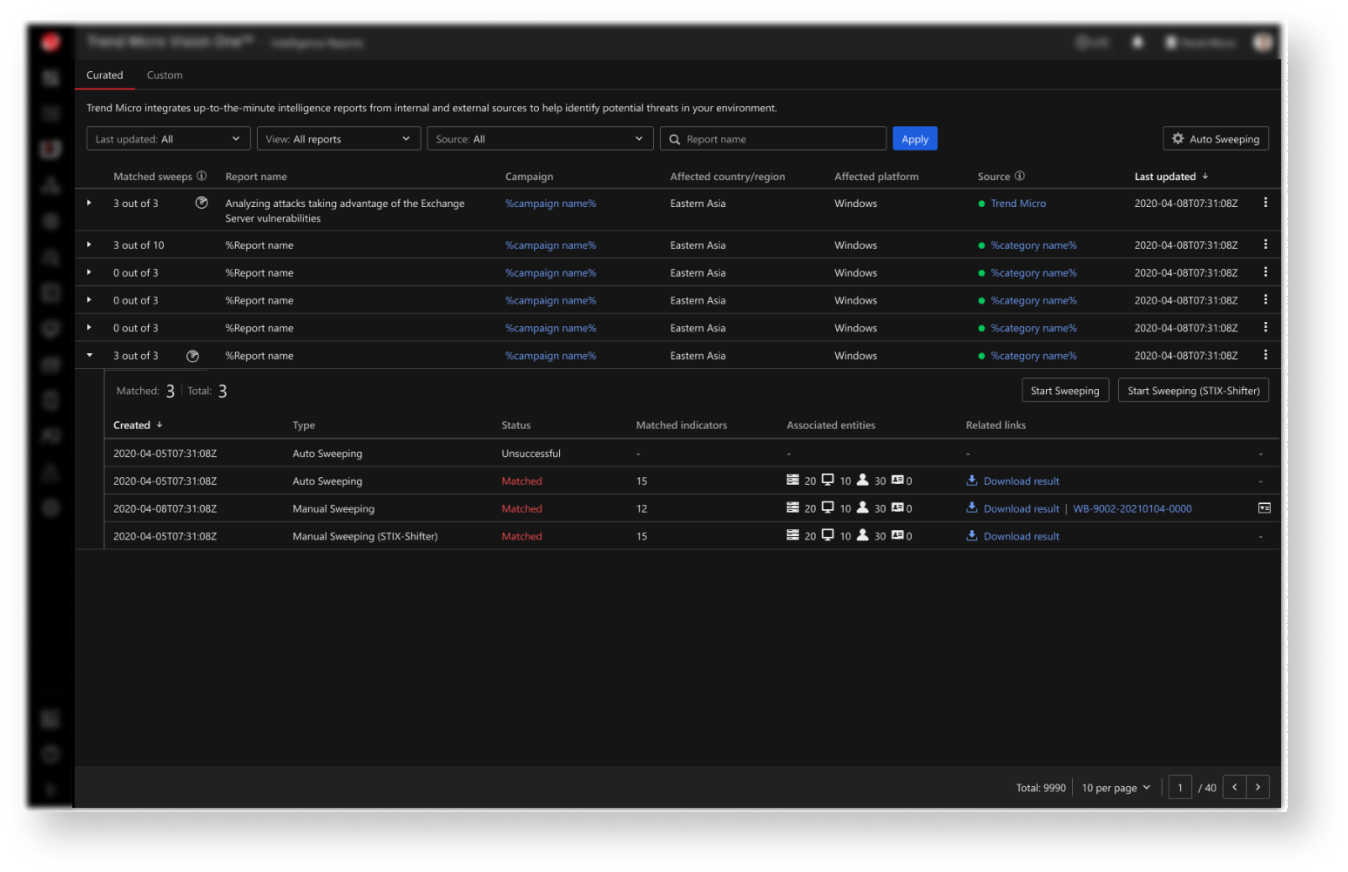 Trend Micro Vision One™ Intelligence Reports
Curated Custom
Trend Micro integrates up-to-the-minute intelligence reports from internal and external sources to help identify potential threats in your environment.
Last updated: All View: All reports Source: All Report name Apply Auto Sweeping
Matched sweeps Report name Campaign Affected country/region Affected platform Source Last updated ↓
3 out of 3 Analyzing attacks taking advantage of the Exchange %campaign name% Eastern Asia Windows Trend Micro 2020-04-08T07:31:08Z
Server vulnerabilities
3 out of 10 %Report name %campaign name% Eastern Asia Windows %category name% 2020-04-08T07:31:08Z
0 out of 3 %Report name %campaign name% Eastern Asia Windows %category name% 2020-04-08T07:31:08Z
0 out of 3 %Report name %campaign name% Eastern Asia Windows %category name% 2020-04-08T07:31:08Z
0 out of 3 %Report name %campaign name% Eastern Asia Windows %category name% 2020-04-08T07:31:08Z
3 out of 3 %Report name %campaign name% Eastern Asia Windows %category name% 2020-04-08T07:31:08Z
Matched: 3 | Total: 3 Start Sweeping Start Sweeping (STIX-Shifter)
Created ↓ Type Status Matched indicators Associated entities Related links
2020-04-05T07:31:08Z Auto Sweeping Unsuccessful - - - -
2020-04-05T07:31:08Z Auto Sweeping Matched 15 20 10 30 0 Download result -
2020-04-08T07:31:08Z Manual Sweeping Matched 12 20 10 30 0 Download result | WB-9002-20210104-0000
2020-04-05T07:31:08Z Manual Sweeping (STIX-Shifter) Matched 15 20 10 30 0 Download result -
Total: 9990 10 per page 1 / 40